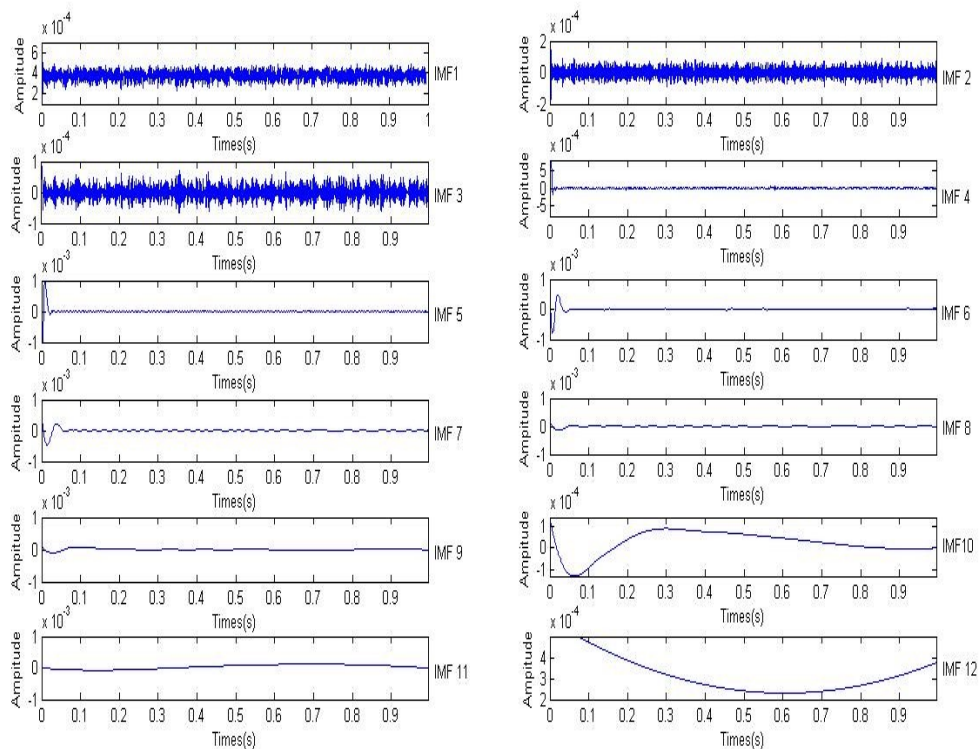 x 10^-4
Amplitude
6
4
2
0 0.1 0.2 0.3 0.4 0.5 0.6 0.7 0.8 0.9 1
Times(s)
IMF1
x 10^-4
Amplitude
2
0
-2
0 0.1 0.2 0.3 0.4 0.5 0.6 0.7 0.8 0.9
Times(s)
IMF 2
x 10^-4
Amplitude
1
0
-1
0 0.1 0.2 0.3 0.4 0.5 0.6 0.7 0.8 0.9
Times(s)
IMF 3
x 10^-4
Amplitude
5
0
-5
0 0.1 0.2 0.3 0.4 0.5 0.6 0.7 0.8 0.9
Times(s)
IMF 4
x 10^-3
Amplitude
1
0
-1
0 0.1 0.2 0.3 0.4 0.5 0.6 0.7 0.8 0.9
Times(s)
IMF 5
x 10^-3
Amplitude
1
0
-1
0 0.1 0.2 0.3 0.4 0.5 0.6 0.7 0.8 0.9
Times(s)
IMF 6
x 10^-3
Amplitude
1
0
-1
0 0.1 0.2 0.3 0.4 0.5 0.6 0.7 0.8 0.9
Times(s)
IMF 7
x 10^-3
Amplitude
1
0
-1
0 0.1 0.2 0.3 0.4 0.5 0.6 0.7 0.8 0.9
Times(s)
IMF 8
x 10^-3
Amplitude
1
0
-1
0 0.1 0.2 0.3 0.4 0.5 0.6 0.7 0.8 0.9
Times(s)
IMF 9
x 10^-4
Amplitude
1
0
-1
0 0.1 0.2 0.3 0.4 0.5 0.6 0.7 0.8 0.9
Times(s)
IMF10
x 10^-3
Amplitude
1
0
-1
0 0.1 0.2 0.3 0.4 0.5 0.6 0.7 0.8 0.9
Times(s)
IMF 11
x 10^-4
Amplitude
4
3
2
0 0.1 0.2 0.3 0.4 0.5 0.6 0.7 0.8 0.9
Times(s)
IMF 12